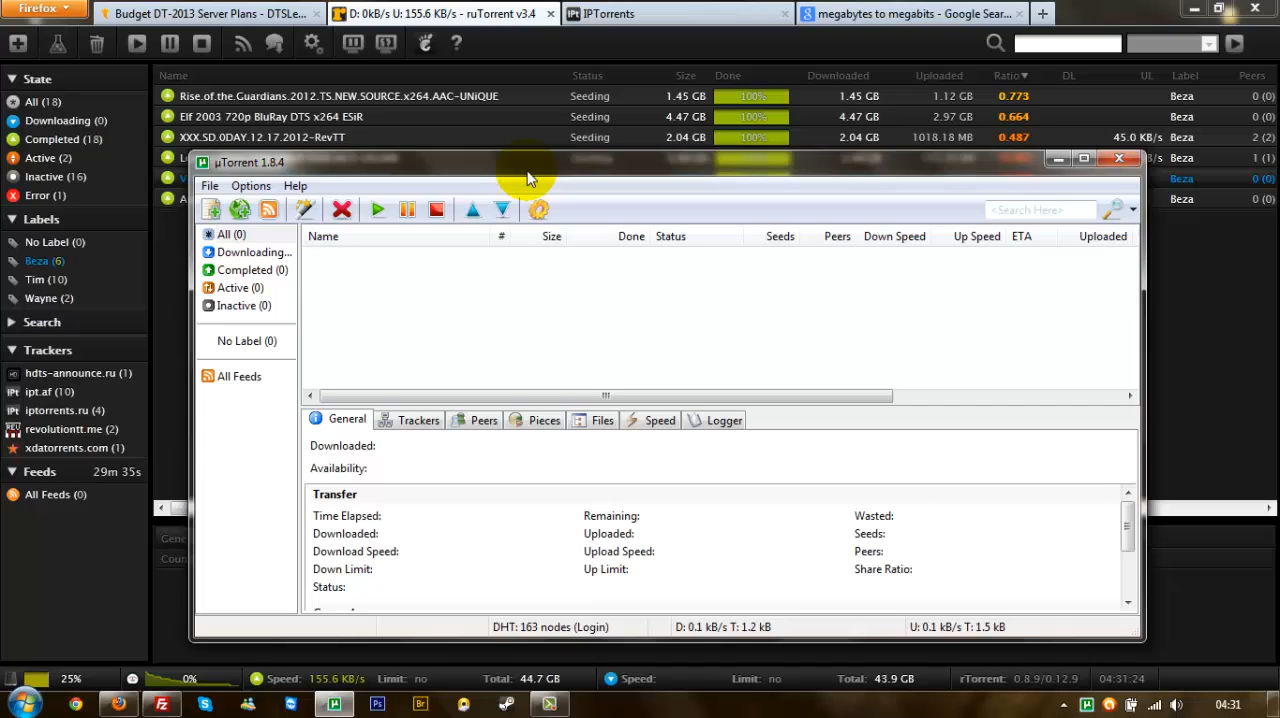 Firefox
Budget DT-2013 Server Plans - DTSLe...
D: 0kB/s U: 155.6 KB/s - ruTorrent v3.4
IPTorrents
megabytes to megabits - Google Sear...
State
All (18)
Downloading (0)
Completed (18)
Active (2)
Inactive (16)
Error (1)
Labels
No Label (0)
Beza (6)
Tim (10)
Wayne (2)
Search
Trackers
hdts-announce.ru (1)
ipt.af (10)
iptorrents.ru (4)
revolutiontt.me (2)
xdatorrents.com (1)
Feeds 29m 35s
All Feeds (0)
Name Status Size Done Downloaded Uploaded Ratio DL UL Label Peers
Rise.of.the.Guardians.2012.TS.NEW.SOURCE.x264.AAC-UNiQUE Seeding 1.45 GB 100% 1.45 GB 1.12 GB 0.773 Beza 0 (0)
Elf 2003 720p BluRay DTS x264 ESiR Seeding 4.47 GB 100% 4.47 GB 2.97 GB 0.664 Beza 0 (0)
XXX.SD.0DAY.12.17.2012-RevTT Seeding 2.04 GB 100% 2.04 GB 1018.18 MB 0.487 45.0 KB/s Beza 2 (2)
Beza 1 (1)
Beza 0 (0)
Beza 0 (0)
µTorrent 1.8.4
File Options Help
<Search Here>
All (0)
Downloading...
Completed (0)
Active (0)
Inactive (0)
No Label (0)
All Feeds
Name # Size Done Status Seeds Peers Down Speed Up Speed ETA Uploaded
General Trackers Peers Pieces Files Speed Logger
Downloaded:
Availability:
Transfer
Time Elapsed: Remaining: Wasted:
Downloaded: Uploaded: Seeds:
Download Speed: Upload Speed: Peers:
Down Limit: Up Limit: Share Ratio:
Status:
DHT: 163 nodes (Login) D: 0.1 kB/s T: 1.2 kB U: 0.1 kB/s T: 1.5 kB
25% 0% Speed: 155.6 KB/s Limit: no Total: 44.7 GB Speed: Limit: no Total: 43.9 GB rTorrent: 0.8.9/0.12.9 04:31:24
04:31